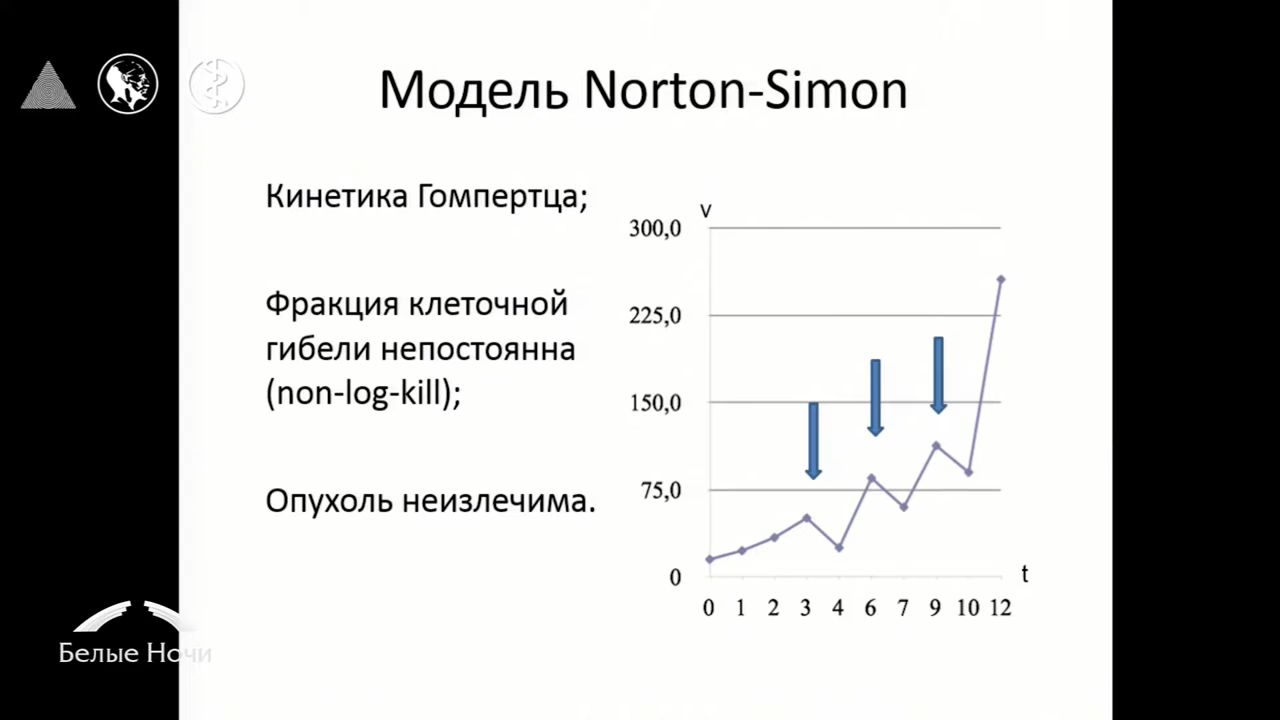 Модель Norton-Simon
Кинетика Гомпертца;
Фракция клеточной
гибели непостоянна
(non-log-kill);
Опухоль неизлечима.
v
300,0
225,0
150,0
75,0
0
t
0 1 2 3 4 6 7 9 10 12
Белые Ночи